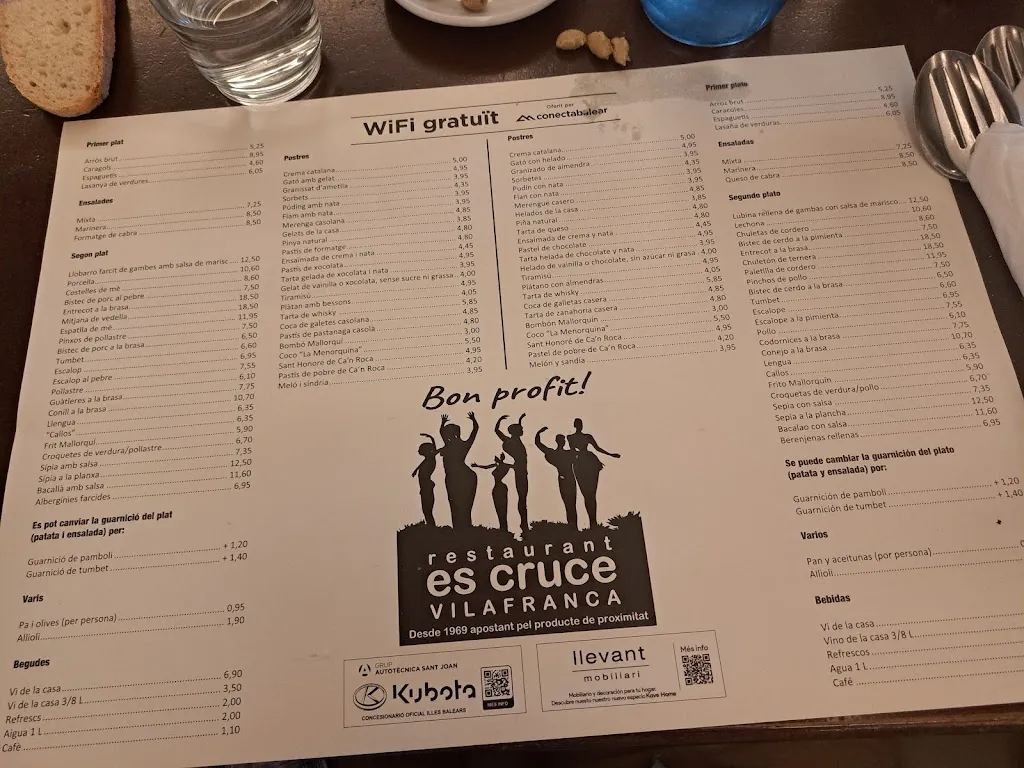 WiFi gratuït
Ofert per
conectabalear
Primer plat
Arròs brut 5,25
Caragols 8,95
Espaguetis 4,60
Lasanya de verdures 6,05
Ensalades
Mixta 7,25
Marinera 8,50
Formatge de cabra 8,50
Segon plat
Llobarro farcit de gambes amb salsa de marisc 12,50
Porcella 10,60
Costelles de mé 8,60
Bistec de porc al pebre 7,50
Entrecot a la brasa 18,50
Mitjana de vedella 18,50
Espatlla de mé 11,95
Pinxos de pollastre 7,50
Bistec de porc a la brasa 6,50
Tumbet 6,60
Escalop 6,95
Escalop al pebre 7,55
Pollastre 6,10
Guàtleres a la brasa 7,75
Conill a la brasa 10,70
Llengua 6,35
"Callos" 6,35
Frit Mallorquí 5,90
Croquetes de verdura/pollastre 6,70
Sípia amb salsa 7,35
Sípia a la planxa 12,50
Bacallà amb salsa 11,60
Albergínies farcides 6,95
Es pot canviar la guarnició del plat
(patata i ensalada) per:
Guarnició de pamboli + 1,20
Guarnició de tumbet + 1,40
Varis
Pa i olives (per persona) 0,95
Allioli 1,90
Begudes
Vi de la casa 6,90
Vi de la casa 3/8 L 3,50
Refrescs 2,00
Aigua 1 L 2,00
Cafè 1,10
Postres
Crema catalana 5,00
Gató amb gelat 4,95
Granissat d'ametlla 3,95
Sorbets 4,35
Púding amb nata 3,95
Flam amb nata 3,95
Merenga casolana 4,85
Gelats de la casa 3,85
Pinya natural 4,80
Pastís de formatge 4,80
Ensaimada de crema i nata 4,45
Pastís de xocolata 4,95
Tarta gelada de xocolata i nata 3,95
Gelat de vainilla o xocolata, sense sucre ni grassa 4,00
Tiramisú 4,95
Plàtan amb bessons 4,05
Tarta de whisky 5,85
Coca de galetes casolana 4,85
Pastís de pastanaga casolà 4,80
Bombó Mallorquí 3,00
Coco "La Menorquina" 5,50
Sant Honoré de Ca'n Roca 4,95
Pastís de pobre de Ca'n Roca 4,20
Meló i síndria 3,95
Postres
Crema catalana 5,00
Gató con helado 4,95
Granizado de almendra 3,95
Sorbetes 4,35
Pudin con nata 3,95
Flan con nata 3,95
Merengue casero 4,85
Helados de la casa 3,85
Piña natural 4,80
Tarta de queso 4,80
Ensaimada de crema y nata 4,45
Pastel de chocolate 4,95
Tarta helada de chocolate y nata 3,95
Helado de vainilla o chocolate, sin azúcar ni grasa 4,00
Tiramisú 4,95
Plátano con almendras 4,05
Tarta de whisky 5,85
Coca de galletas casera 4,85
Tarta de zanahoria casera 4,80
Bombón Mallorquin 3,00
Coco "La Menorquina" 5,50
Sant Honoré de Ca'n Roca 4,95
Pastel de pobre de Ca'n Roca 4,20
Melón y sandía 3,95
Primer plato
Arròs brut 5,25
Caracoles 8,95
Espaguetis 4,60
Lasaña de verduras 6,05
Ensaladas
Mixta 7,25
Marinera 8,50
Queso de cabra 8,50
Segundo plato
Lubina rellena de gambas con salsa de marisco 12,50
Lechona 10,60
Chuletas de cordero 8,60
Bistec de cerdo a la pimienta 7,50
Entrecot a la brasa 18,50
Chuletón de ternera 18,50
Paletilla de cordero 11,95
Pinchos de pollo 7,50
Bistec de cerdo a la brasa 6,50
Tumbet 6,60
Escalope 6,95
Escalope a la pimienta 7,55
Pollo 6,10
Codornices a la brasa 7,75
Conejo a la brasa 10,70
Lengua 6,35
Callos 6,35
Frito Mallorquin 5,90
Croquetas de verdura/pollo 6,70
Sepia con salsa 7,35
Sepia a la plancha 12,50
Bacalao con salsa 11,60
Berenjenas rellenas 6,95
Se puede cambiar la guarnición del plato
(patata y ensalada) por:
Guarnición de pamboli + 1,20
Guarnición de tumbet + 1,40
Varios
Pan y aceitunas (por persona)
Allioli
Bebidas
Vi de la casa
Vino de la casa 3/8 L
Refrescos
Agua 1 L
Café
Bon profit!
restaurant
es cruce
VILAFRANCA
Desde 1969 apostant pel producte de proximitat
GRUP
AUTOTÈCNICA SANT JOAN
Kubota
MÉS INFO
CONCESIONARIO OFICIAL ILLES BALEARS
llevant
mobiliari
Més info
Mobiliario y decoración para tu hogar.
Descubre nuestro nuevo espacio Kave Home